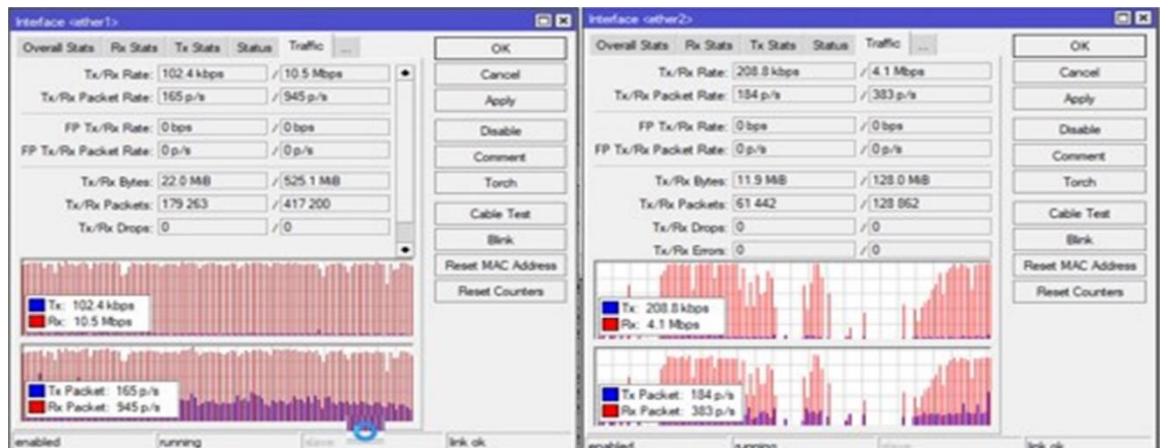 Interface <ether1>
Overall Stats Rx Stats Tx Stats Status Traffic ...
Tx/Rx Rate: 102.4 kbps / 10.5 Mbps
Tx/Rx Packet Rate: 165 p/s / 945 p/s
FP Tx/Rx Rate: 0 bps / 0 bps
FP Tx/Rx Packet Rate: 0 p/s / 0 p/s
Tx/Rx Bytes: 22.0 MiB / 525.1 MiB
Tx/Rx Packets: 179 263 / 417 200
Tx/Rx Drops: 0 / 0
Tx: 102.4 kbps
Rx: 10.5 Mbps
Tx Packet: 165 p/s
Rx Packet: 945 p/s
OK
Cancel
Apply
Disable
Comment
Torch
Cable Test
Blink
Reset MAC Address
Reset Counters
enabled running slave link ok
Interface <ether2>
Overall Stats Rx Stats Tx Stats Status Traffic ...
Tx/Rx Rate: 208.8 kbps / 4.1 Mbps
Tx/Rx Packet Rate: 184 p/s / 383 p/s
FP Tx/Rx Rate: 0 bps / 0 bps
FP Tx/Rx Packet Rate: 0 p/s / 0 p/s
Tx/Rx Bytes: 11.9 MiB / 128.0 MiB
Tx/Rx Packets: 61 442 / 128 862
Tx/Rx Drops: 0 / 0
Tx/Rx Errors: 0 / 0
Tx: 208.8 kbps
Rx: 4.1 Mbps
Tx Packet: 184 p/s
Rx Packet: 383 p/s
OK
Cancel
Apply
Disable
Comment
Torch
Cable Test
Blink
Reset MAC Address
Reset Counters
enabled running slave link ok